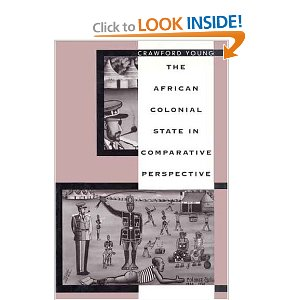 Click to LOOK INSIDE!
CRAWFORD YOUNG
THE
AFRICAN
COLONIAL
STATE IN
COMPARATIVE
PERSPECTIVE